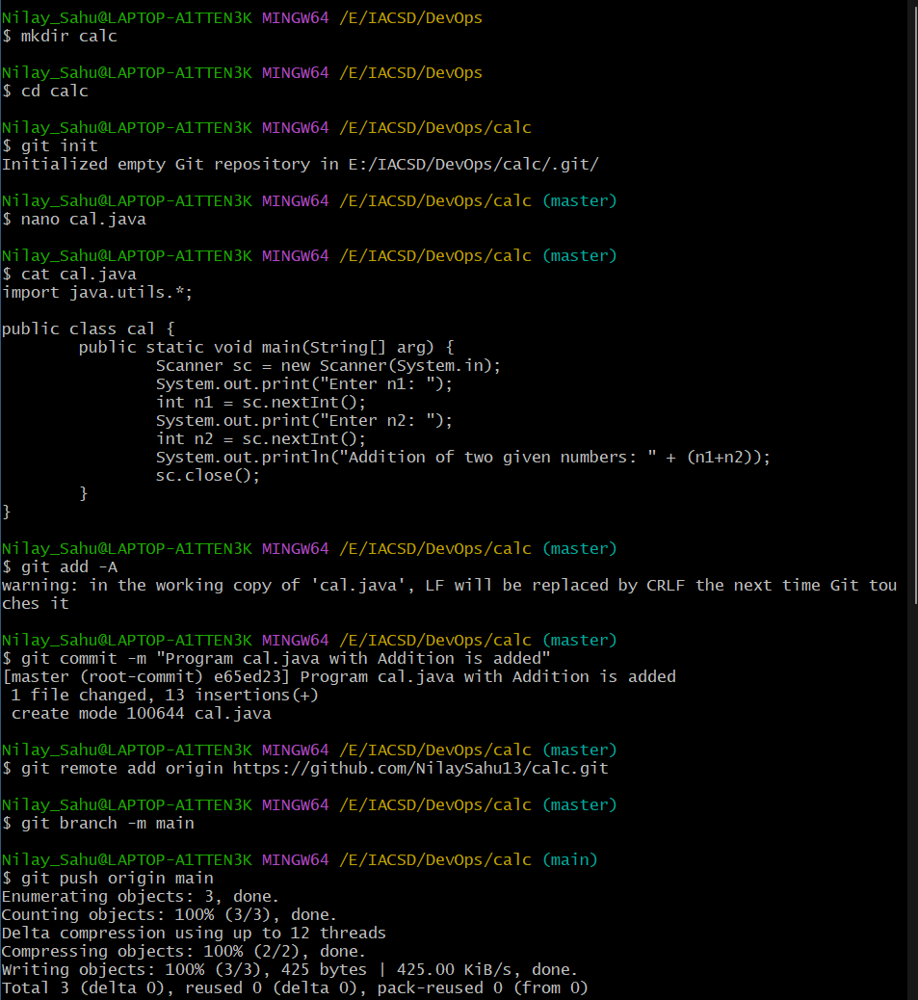 Nilay_Sahu@LAPTOP-A1TTEN3K MINGW64 /E/IACSD/DevOps
$ mkdir calc

Nilay_Sahu@LAPTOP-A1TTEN3K MINGW64 /E/IACSD/DevOps
$ cd calc

Nilay_Sahu@LAPTOP-A1TTEN3K MINGW64 /E/IACSD/DevOps/calc
$ git init
Initialized empty Git repository in E:/IACSD/DevOps/calc/.git/

Nilay_Sahu@LAPTOP-A1TTEN3K MINGW64 /E/IACSD/DevOps/calc (master)
$ nano cal.java

Nilay_Sahu@LAPTOP-A1TTEN3K MINGW64 /E/IACSD/DevOps/calc (master)
$ cat cal.java
import java.utils.*;

public class cal {
        public static void main(String[] arg) {
                Scanner sc = new Scanner(System.in);
                System.out.print("Enter n1: ");
                int n1 = sc.nextInt();
                System.out.print("Enter n2: ");
                int n2 = sc.nextInt();
                System.out.println("Addition of two given numbers: " + (n1+n2));
                sc.close();
        }
}

Nilay_Sahu@LAPTOP-A1TTEN3K MINGW64 /E/IACSD/DevOps/calc (master)
$ git add -A
warning: in the working copy of 'cal.java', LF will be replaced by CRLF the next time Git tou
ches it

Nilay_Sahu@LAPTOP-A1TTEN3K MINGW64 /E/IACSD/DevOps/calc (master)
$ git commit -m "Program cal.java with Addition is added"
[master (root-commit) e65ed23] Program cal.java with Addition is added
 1 file changed, 13 insertions(+)
 create mode 100644 cal.java

Nilay_Sahu@LAPTOP-A1TTEN3K MINGW64 /E/IACSD/DevOps/calc (master)
$ git remote add origin https://github.com/NilaySahu13/calc.git

Nilay_Sahu@LAPTOP-A1TTEN3K MINGW64 /E/IACSD/DevOps/calc (master)
$ git branch -m main

Nilay_Sahu@LAPTOP-A1TTEN3K MINGW64 /E/IACSD/DevOps/calc (main)
$ git push origin main
Enumerating objects: 3, done.
Counting objects: 100% (3/3), done.
Delta compression using up to 12 threads
Compressing objects: 100% (2/2), done.
Writing objects: 100% (3/3), 425 bytes | 425.00 KiB/s, done.
Total 3 (delta 0), reused 0 (delta 0), pack-reused 0 (from 0)